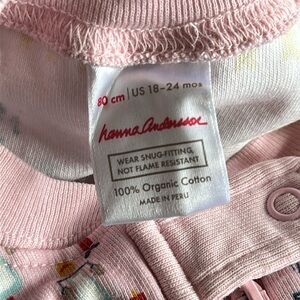 80 cm | US 18-24 mos
hanna andersson
WEAR SNUG-FITTING,
NOT FLAME RESISTANT
100% Organic Cotton
MADE IN PERU